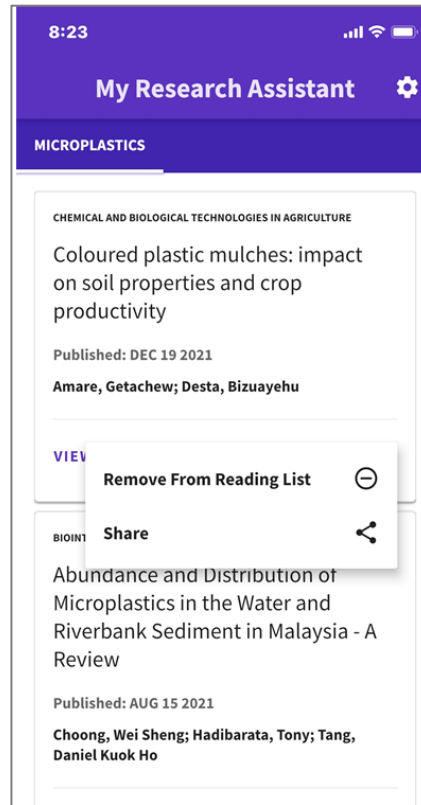 8:23
My Research Assistant
MICROPLASTICS
CHEMICAL AND BIOLOGICAL TECHNOLOGIES IN AGRICULTURE
Coloured plastic mulches: impact
on soil properties and crop
productivity
Published: DEC 19 2021
Amare, Getachew; Desta, Bizuayehu
VIEW
Remove From Reading List
Share
BIOINT
Abundance and Distribution of
Microplastics in the Water and
Riverbank Sediment in Malaysia - A
Review
Published: AUG 15 2021
Choong, Wei Sheng; Hadibarata, Tony; Tang,
Daniel Kuok Ho